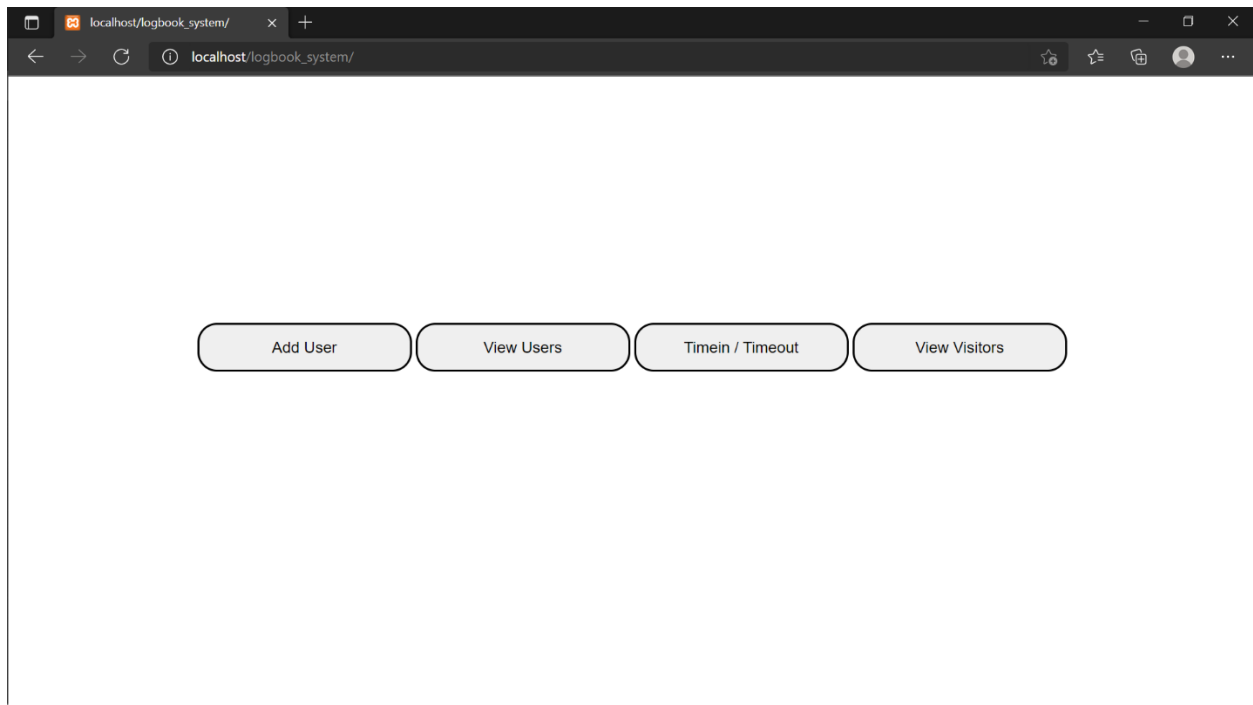 localhost/logbook_system/
localhost/logbook_system/
Add User
View Users
Timein / Timeout
View Visitors